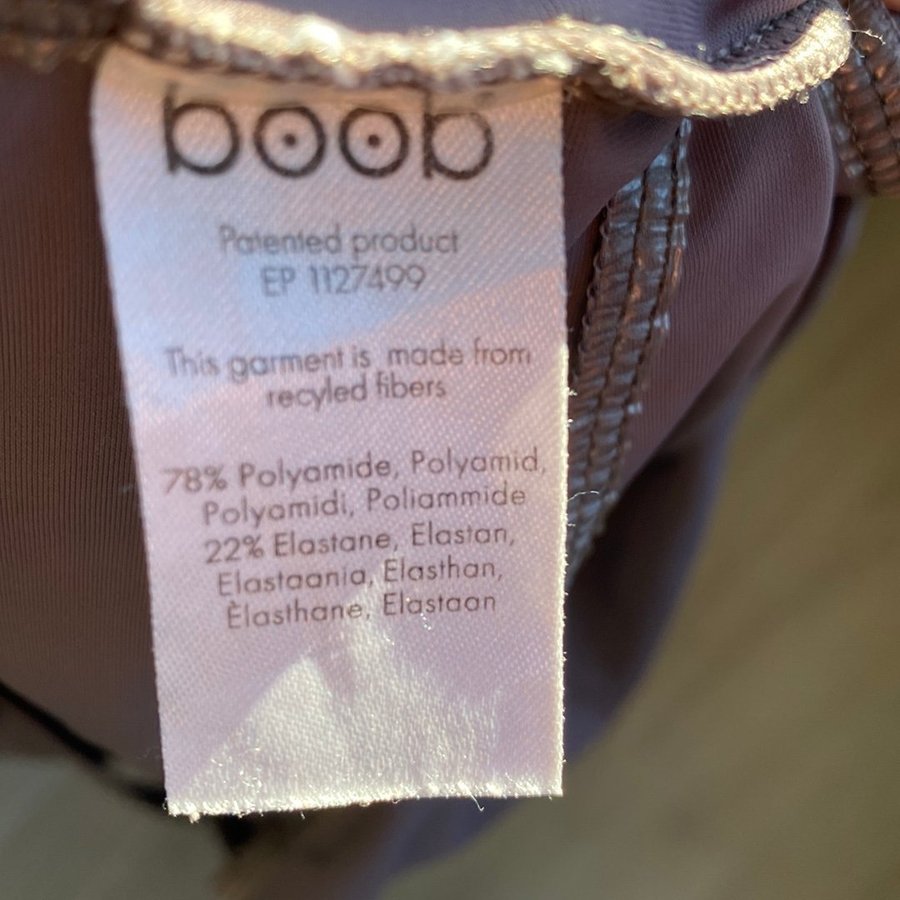 boob
Patented product
EP 1127499
This garment is made from
recyled fibers
78% Polyamide, Polyamid,
Polyamidi, Poliammide
22% Elastane, Elastan,
Elastaania, Elasthan,
Èlasthane, Elastaan